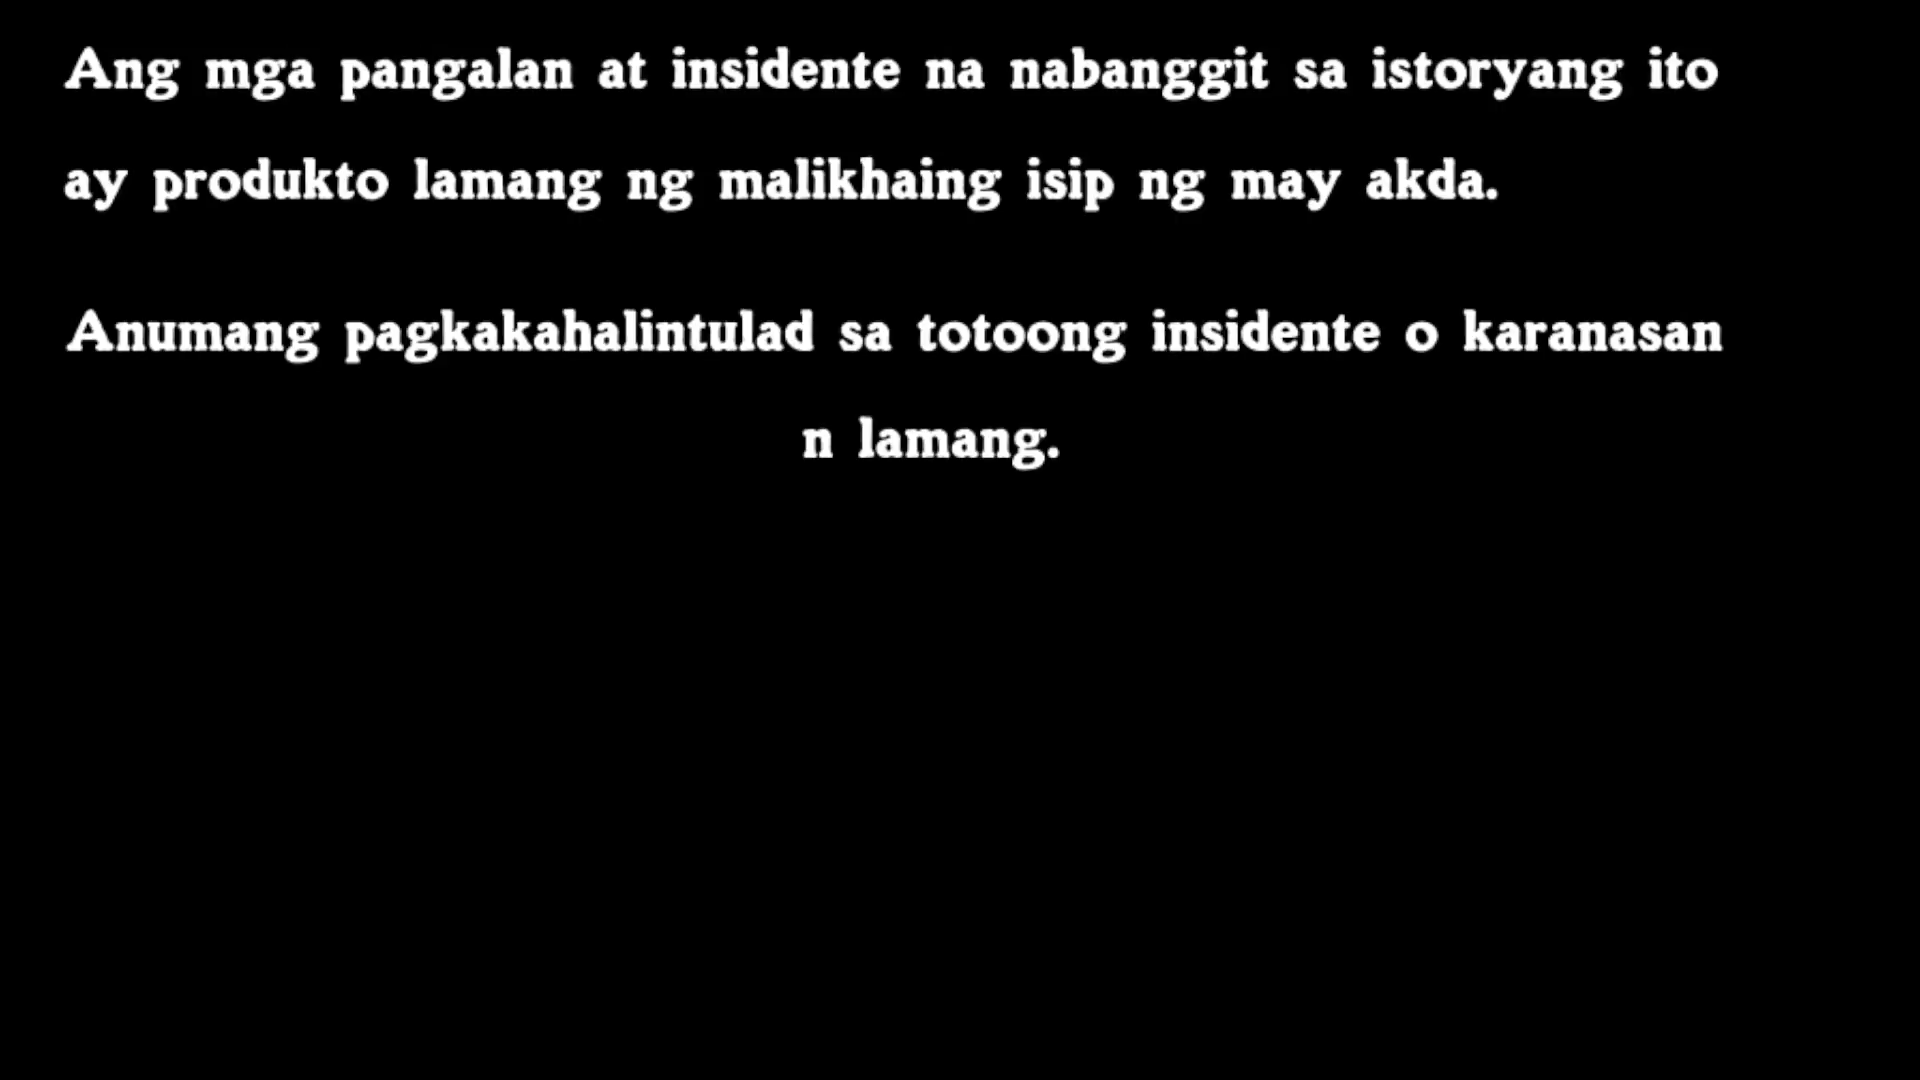 Ang mga pangalan at insidente na nabanggit sa istoryang ito
ay produkto lamang ng malikhaing isip ng may akda.
Anumang pagkakahalintulad sa totoong insidente o karanasan
n lamang.